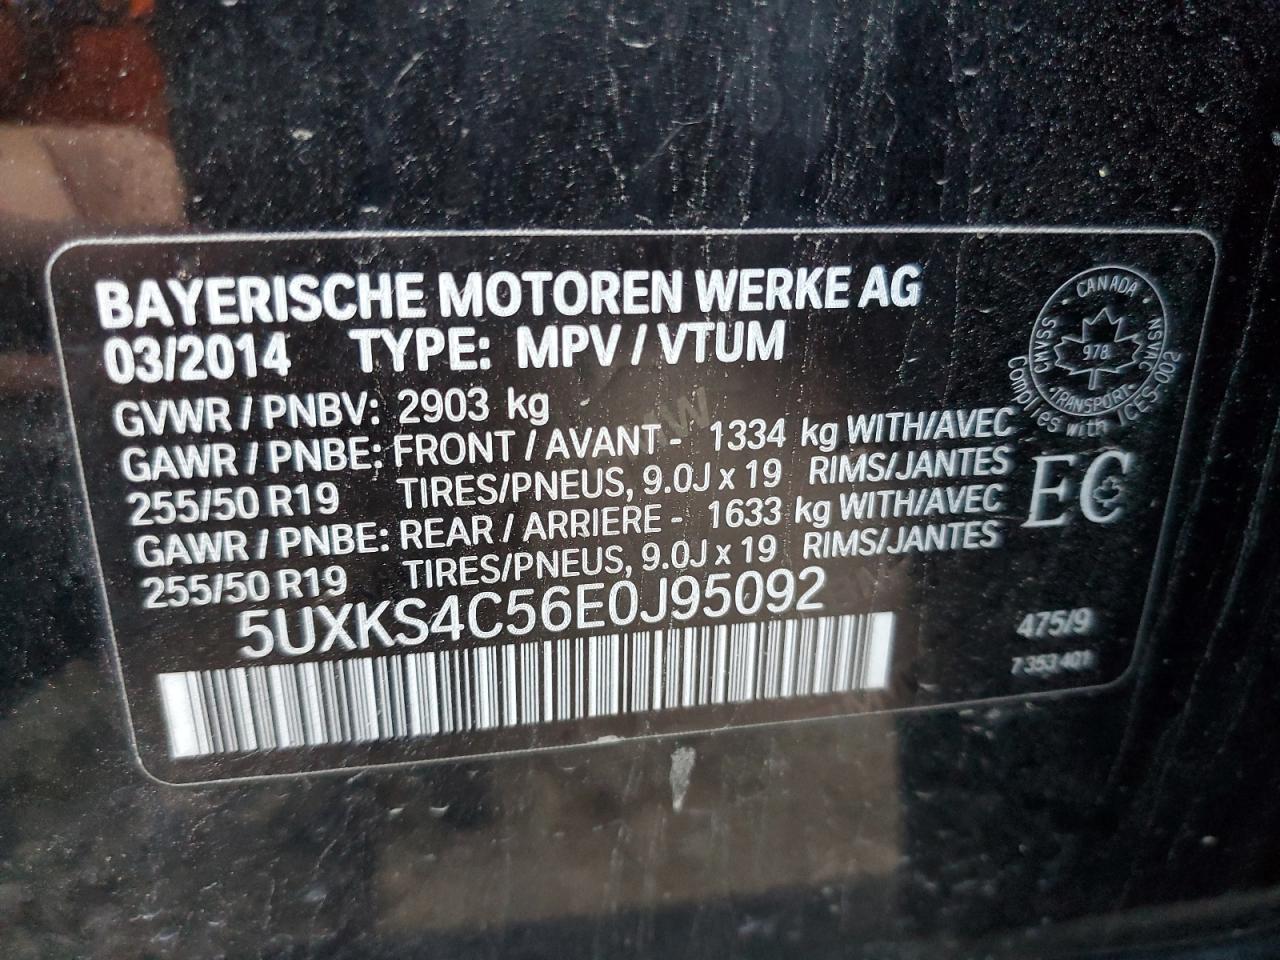 BAYERISCHE MOTOREN WERKE AG
03/2014 TYPE: MPV / VTUM
GVWR / PNBV: 2903 kg
GAWR / PNBE: FRONT / AVANT - 1334 kg WITH/AVEC
255/50 R19 TIRES/PNEUS, 9.0J x 19 RIMS/JANTES
GAWR / PNBE: REAR / ARRIERE - 1633 kg WITH/AVEC
255/50 R19 TIRES/PNEUS, 9.0J x 19 RIMS/JANTES
5UXKS4C56E0J95092
CANADA
CMVSS
NSVAC
978
TRANSPORT
Complies with ICES-002
EC
475/9
7 353 401